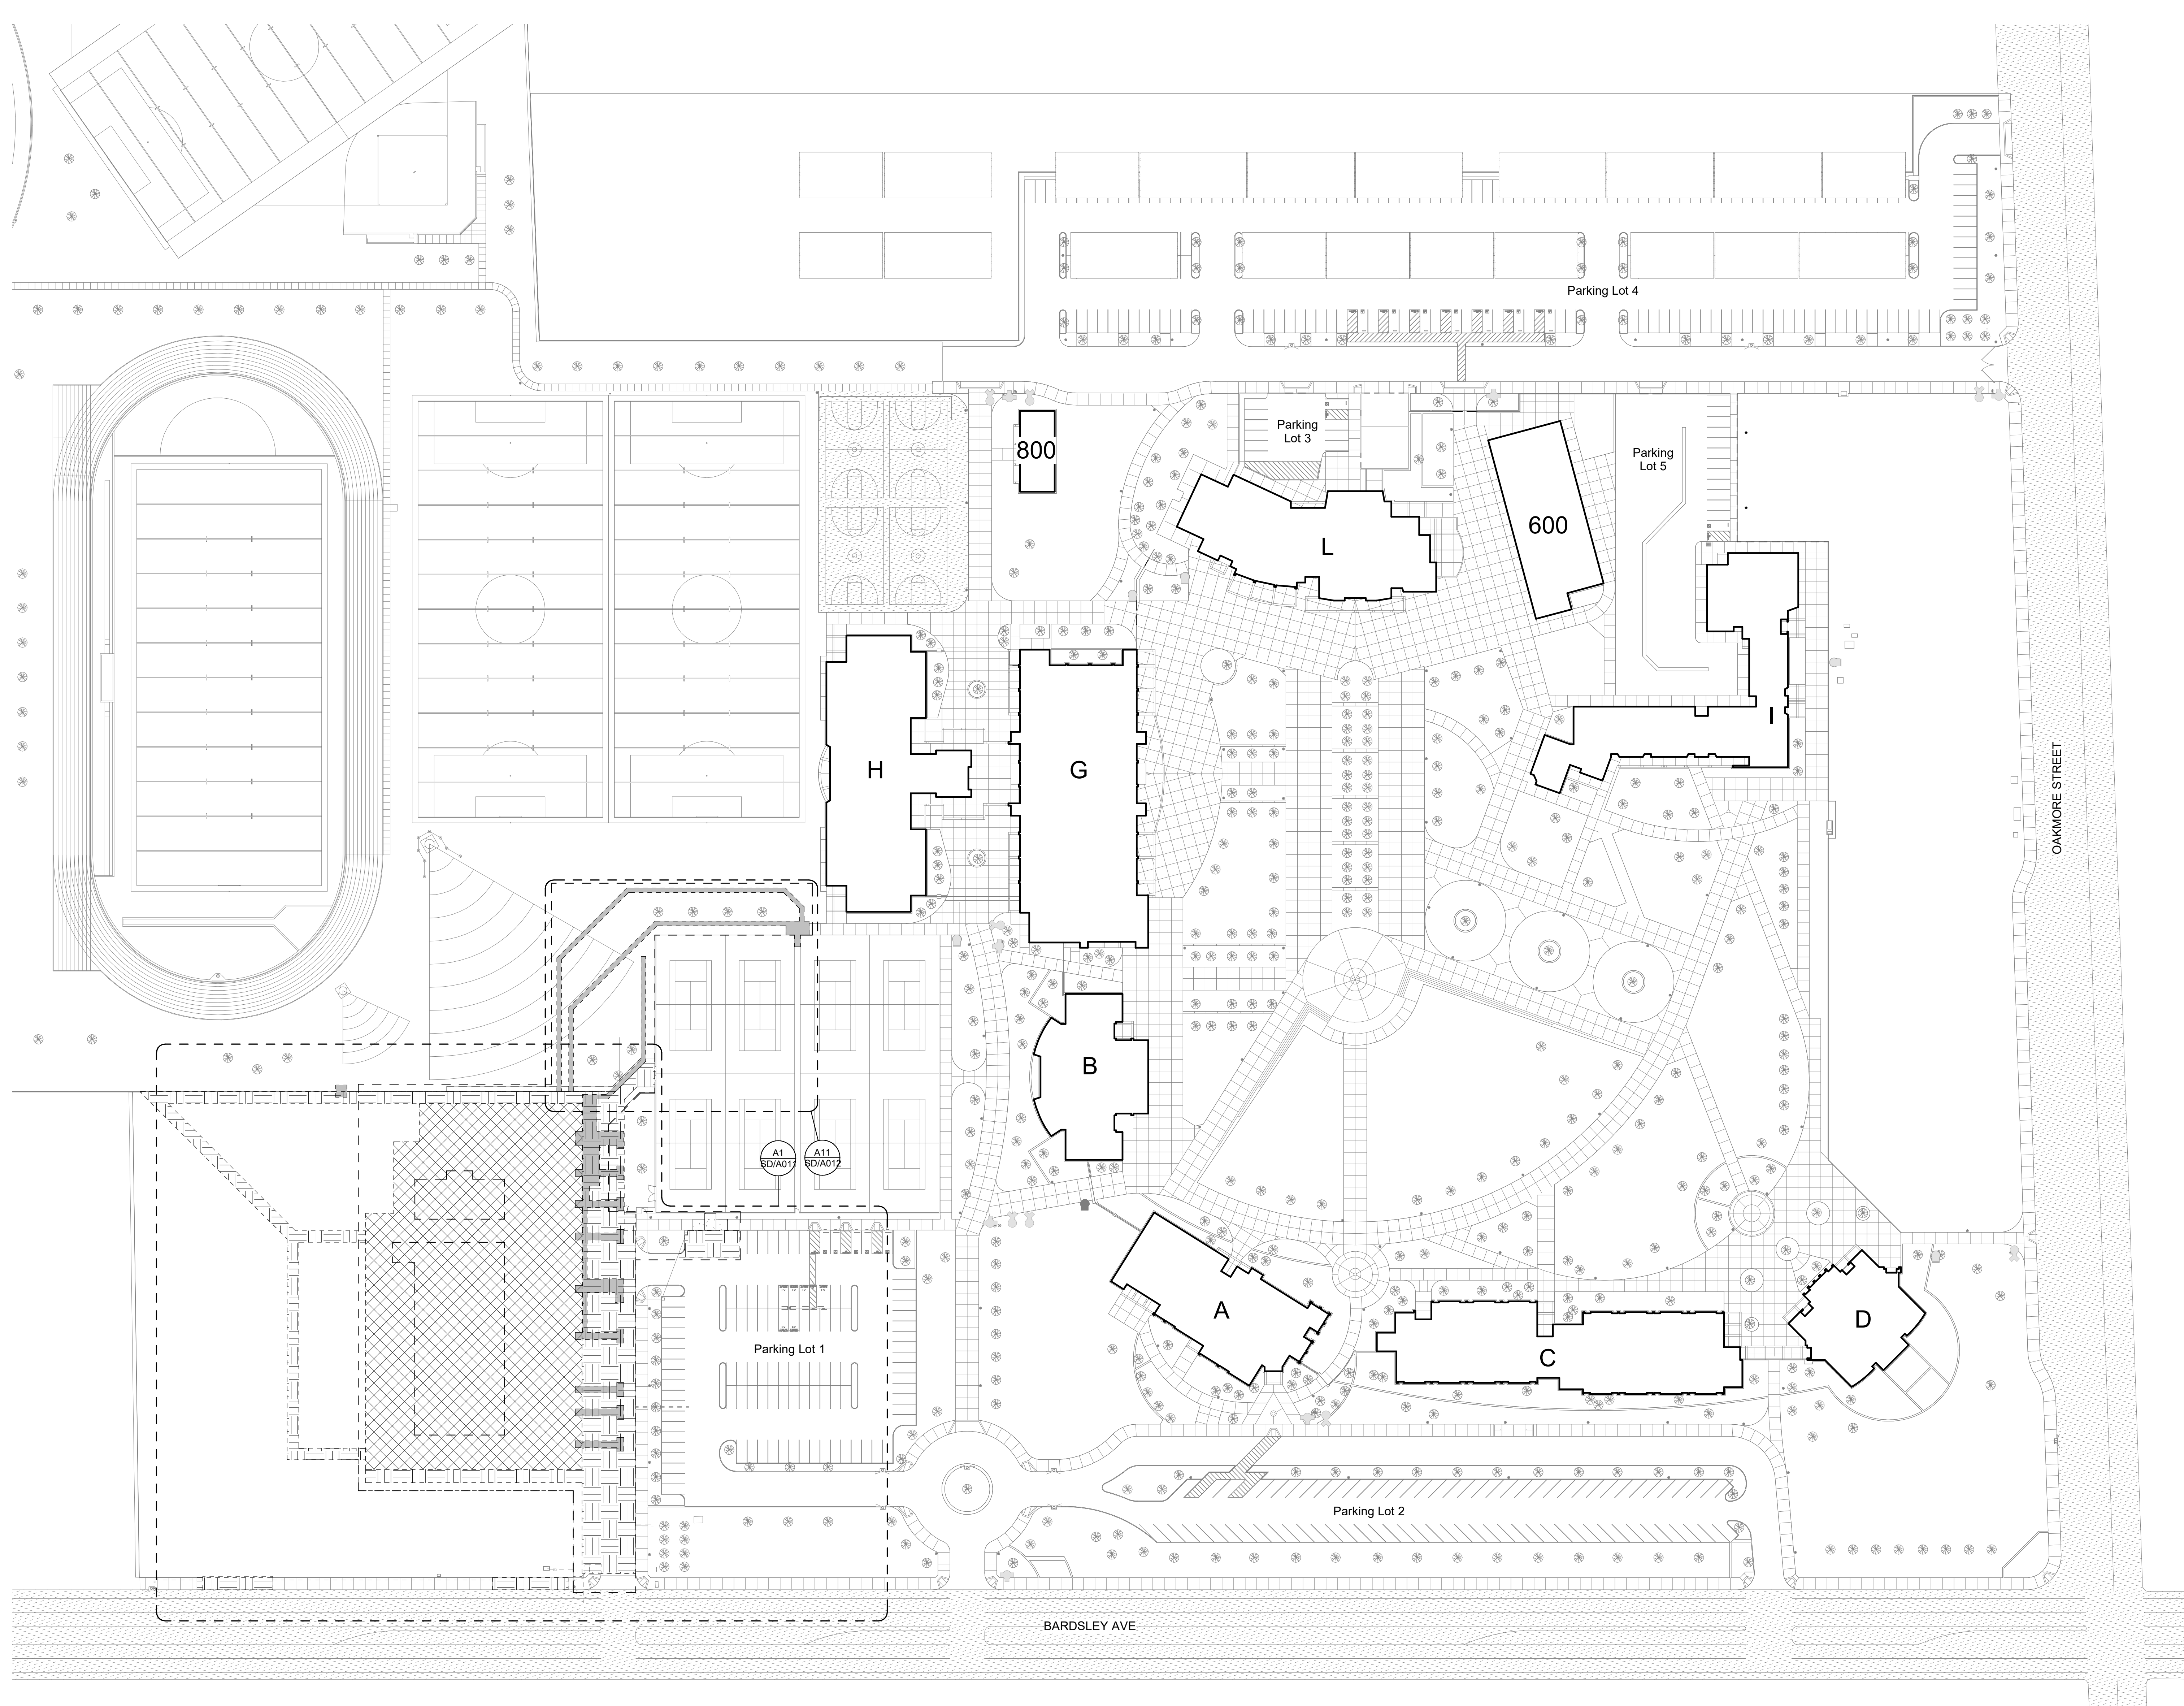 Parking Lot 4
Parking
Lot 3
800
Parking
Lot 5
600
L
I
H
G
OAKMORE STREET
B
A1
SD/A011
A11
SD/A012
A
D
Parking Lot 1
C
Parking Lot 2
BARDSLEY AVE